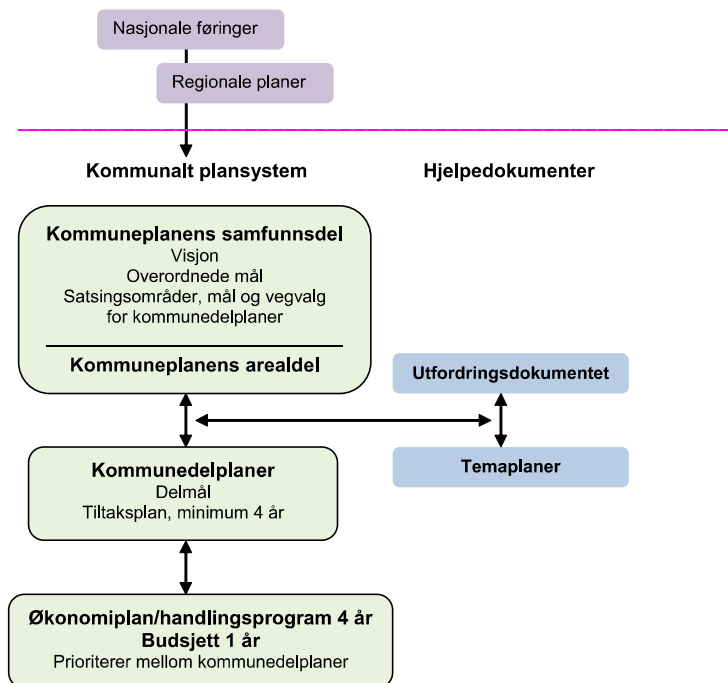 Nasjonale føringer
Regionale planer
Kommunalt plansystem
Hjelpedokumenter
Kommuneplanens samfunnsdel
Visjon
Overordnede mål
Satsingsområder, mål og vegvalg
for kommunedelplaner
Kommuneplanens arealdel
Utfordringsdokumentet
Temaplaner
Kommunedelplaner
Delmål
Tiltaksplan, minimum 4 år
Økonomiplan/handlingsprogram 4 år
Budsjett 1 år
Prioriterer mellom kommunedelplaner